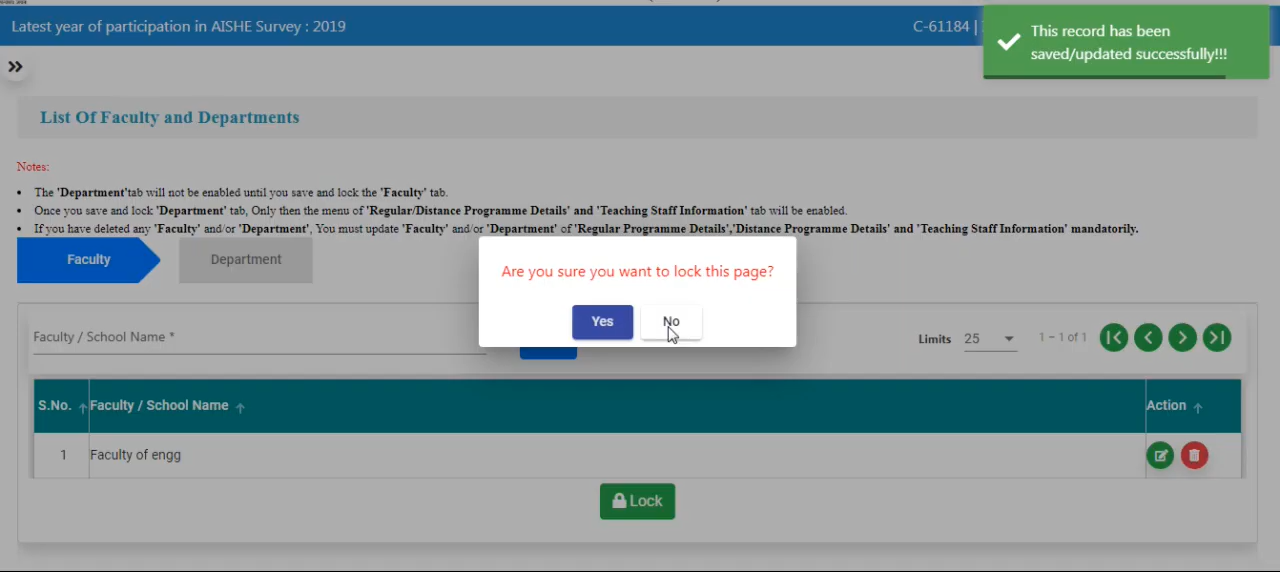 Latest year of participation in AISHE Survey : 2019
C-61184 |
This record has been
saved/updated successfully!!!
List Of Faculty and Departments
Notes:
• The 'Department'tab will not be enabled until you save and lock the 'Faculty' tab.
• Once you save and lock 'Department' tab, Only then the menu of 'Regular/Distance Programme Details' and 'Teaching Staff Information' tab will be enabled.
• If you have deleted any 'Faculty' and/or 'Department', You must update 'Faculty' and/or 'Department' of 'Regular Programme Details','Distance Programme Details' and 'Teaching Staff Information' mandatorily.
Faculty
Department
Are you sure you want to lock this page?
Yes
No
Faculty / School Name *
Limits 25
1 – 1 of 1
S.No. Faculty / School Name Action
1 Faculty of engg
Lock